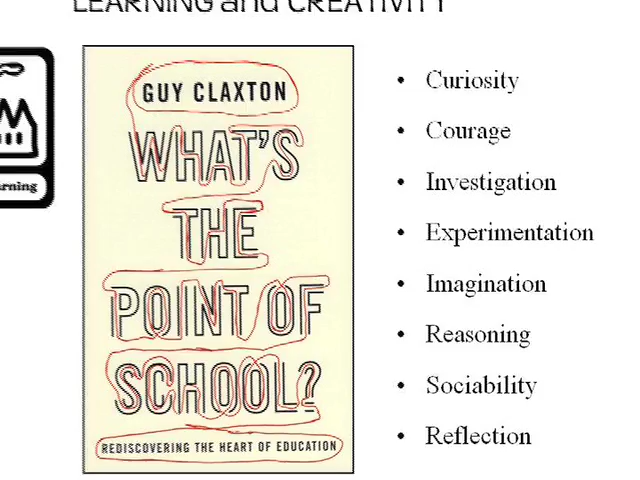 LEARNING and CREATIVITY
GUY CLAXTON
WHAT'S
THE
POINT OF
SCHOOL?
REDISCOVERING THE HEART OF EDUCATION
• Curiosity
• Courage
• Investigation
• Experimentation
• Imagination
• Reasoning
• Sociability
• Reflection